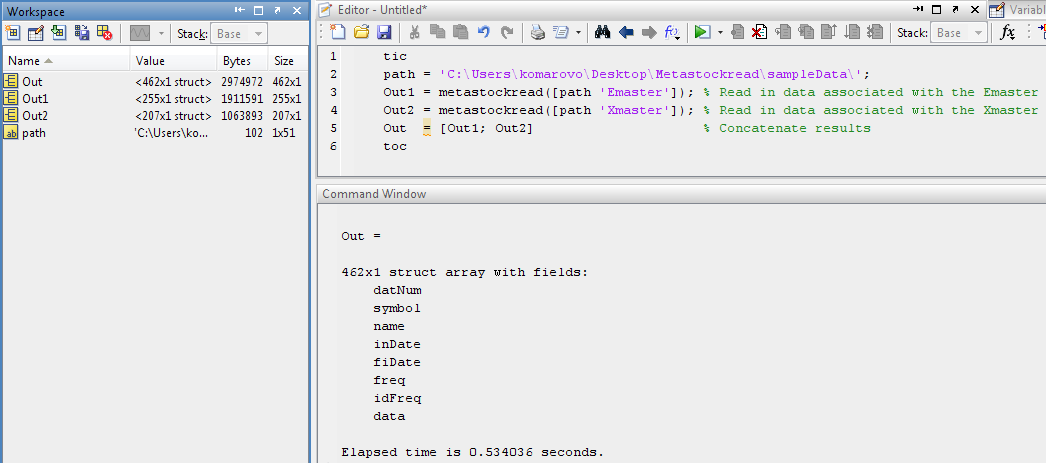 Workspace
Stack: Base
Name Value Bytes Size
Out <462x1 struct> 2974972 462x1
Out1 <255x1 struct> 1911591 255x1
Out2 <207x1 struct> 1063893 207x1
ab path 'C:\Users\ko... 102 1x51
Editor - Untitled*
Variabl
Stack: Base fx
1 tic
2 path = 'C:\Users\komarovo\Desktop\Metastockread\sampleData\';
3 Out1 = metastockread([path 'Emaster']); % Read in data associated with the Emaster
4 Out2 = metastockread([path 'Xmaster']); % Read in data associated with the Xmaster
5 Out = [Out1; Out2] % Concatenate results
6 toc
Command Window
Out =
462x1 struct array with fields:
datNum
symbol
name
inDate
fiDate
freq
idFreq
data
Elapsed time is 0.534036 seconds.